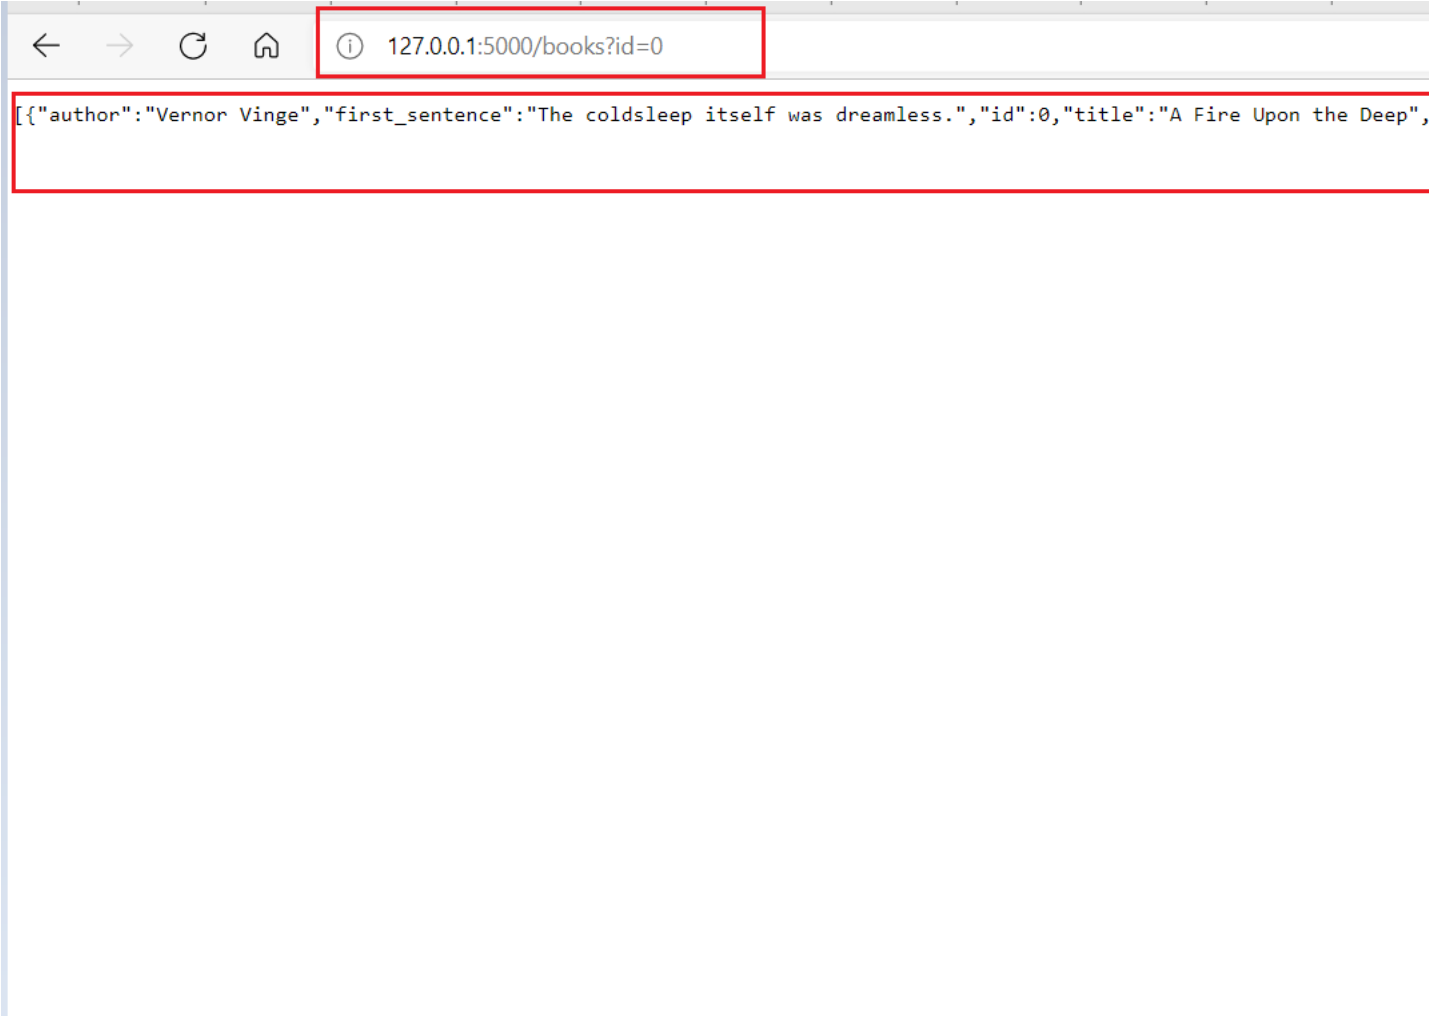 127.0.0.1:5000/books?id=0
[{"author":"Vernor Vinge","first_sentence":"The coldsleep itself was dreamless.","id":0,"title":"A Fire Upon the Deep",